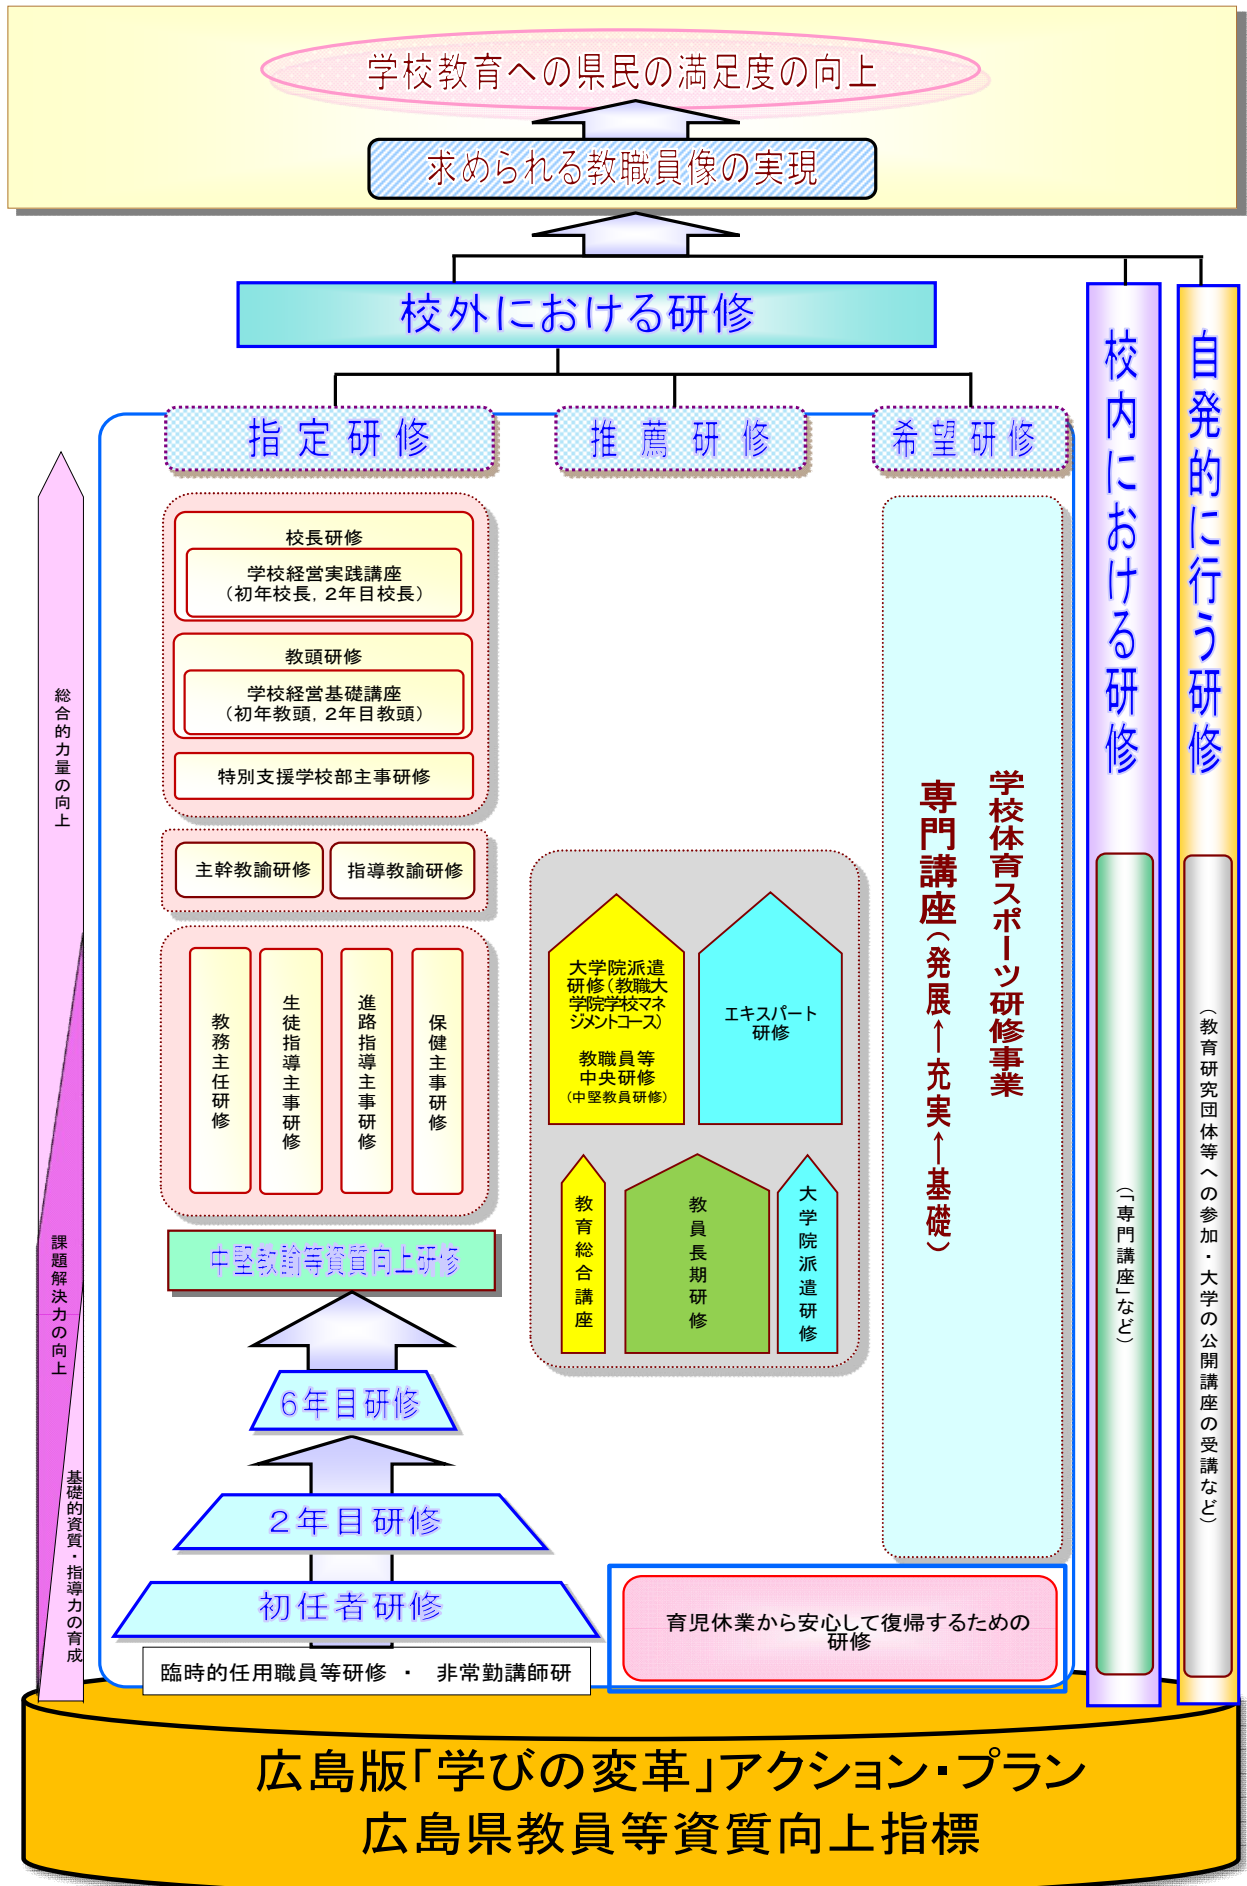 学校教育への県民の満足度の向上
求められる教職員像の実現
校外における研修
校内における研修
自発的に行う研修
指定研修
推薦研修
希望研修
校長研修
学校経営実践講座
（初年校長，２年目校長）
教頭研修
学校経営基礎講座
（初年教頭，２年目教頭）
特別支援学校部主事研修
主幹教諭研修
指導教諭研修
教務主任研修
生徒指導主事研修
進路指導主事研修
保健主事研修
中堅教諭等資質向上研修
６年目研修
２年目研修
初任者研修
臨時的任用職員等研修 ・ 非常勤講師研
大学院派遣
研修（教職大
学院学校マネ
ジメントコース）
教職員等
中央研修
（中堅教員研修）
エキスパート
研修
教育総合講座
教員長期研修
大学院派遣研修
学校体育スポーツ研修事業
専門講座（発展←充実←基礎）
育児休業から安心して復帰するための
研修
（「専門講座」など）
（教育研究団体等への参加・大学の公開講座の受講など）
総合的力量の向上
課題解決力の向上
基礎的資質・指導力の育成
広島版「学びの変革」アクション・プラン
広島県教員等資質向上指標